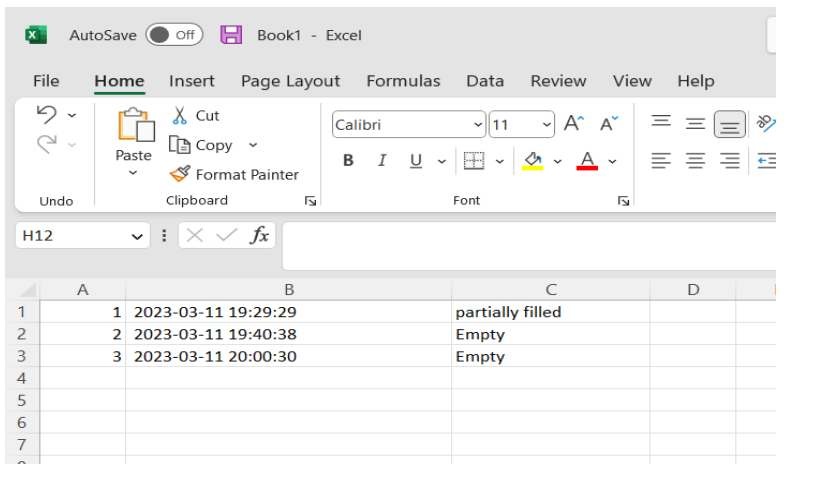 AutoSave Off Book1 - Excel
File Home Insert Page Layout Formulas Data Review View Help
Cut
Copy
Format Painter
Paste
Calibri 11 A^ A˅
B I U A
ab
Undo Clipboard Font
H12 fx
A B C D
1 1 2023-03-11 19:29:29 partially filled
2 2 2023-03-11 19:40:38 Empty
3 3 2023-03-11 20:00:30 Empty
4
5
6
7